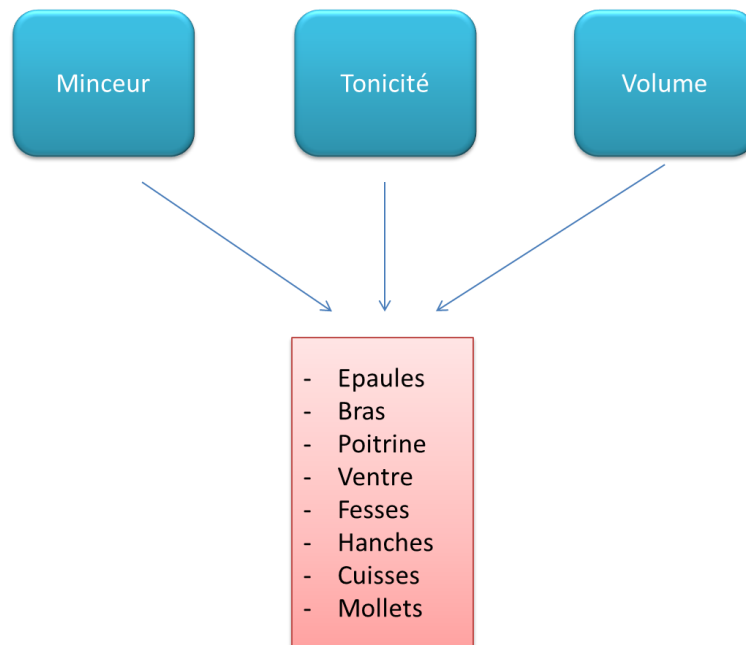 Minceur
Tonicité
Volume
- Epaules
- Bras
- Poitrine
- Ventre
- Fesses
- Hanches
- Cuisses
- Mollets